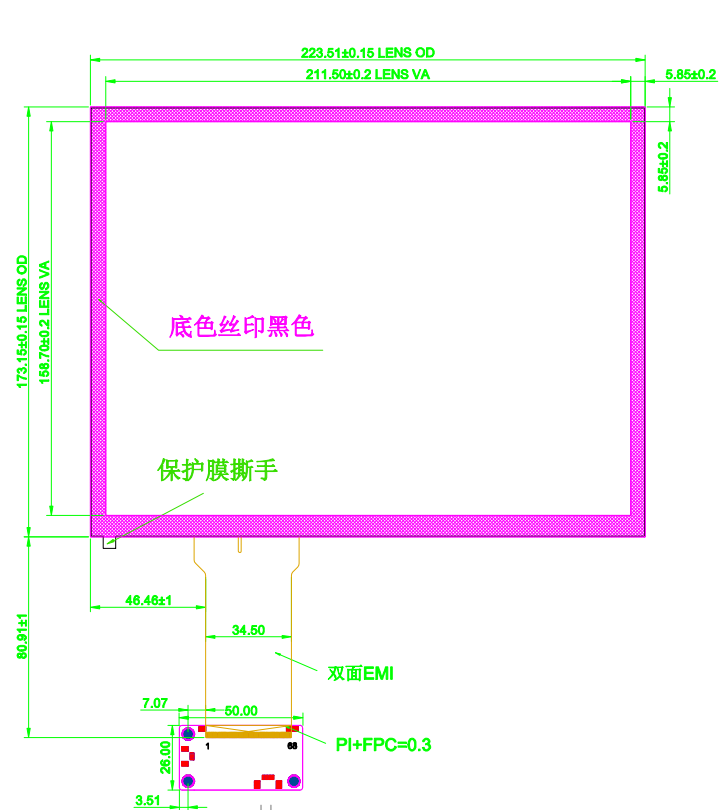 223.51±0.15 LENS OD
211.50±0.2 LENS VA
5.85±0.2
5.85±0.2
173.15±0.15 LENS OD
158.70±0.2 LENS VA
底色丝印黑色
保护膜撕手
46.46±1
80.91±1
34.50
双面EMI
7.07
50.00
1
68
PI+FPC=0.3
26.00
3.51